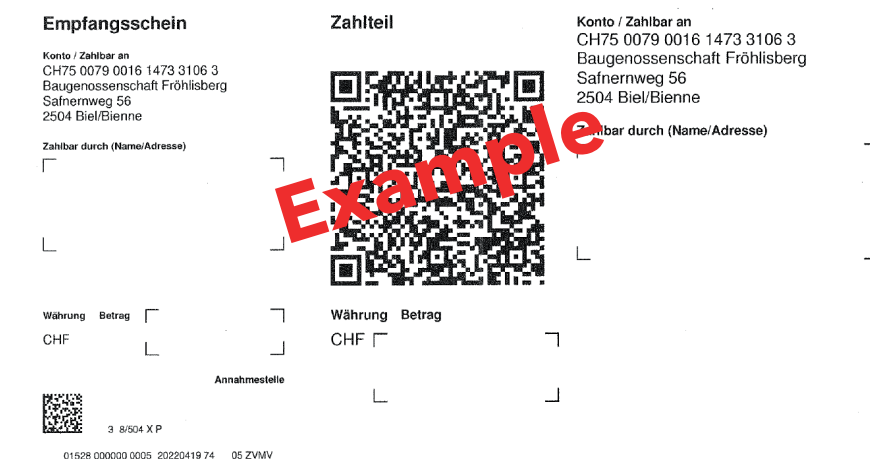 Empfangsschein
Konto / Zahlbar an
CH75 0079 0016 1473 3106 3
Baugenossenschaft Fröhlisberg
Safnernweg 56
2504 Biel/Bienne
Zahlbar durch (Name/Adresse)
Währung Betrag
CHF
Annahmestelle
3 8/504 X P
01528 000000 0005 20220419 74 05 ZVMV
Zahlteil
Example
Währung Betrag
CHF
Konto / Zahlbar an
CH75 0079 0016 1473 3106 3
Baugenossenschaft Fröhlisberg
Safnernweg 56
2504 Biel/Bienne
Zahlbar durch (Name/Adresse)